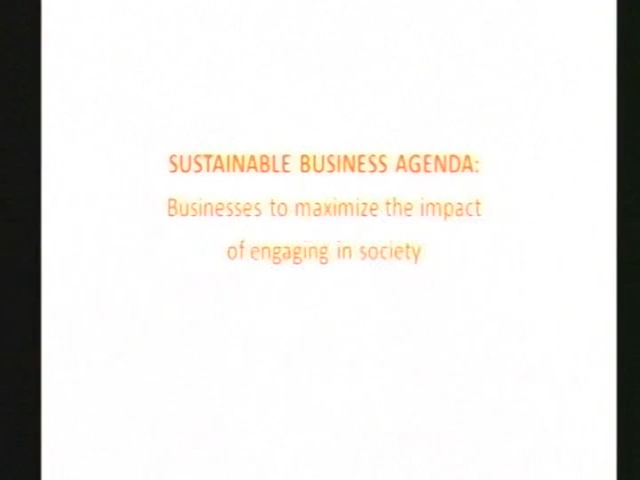 SUSTAINABLE BUSINESS AGENDA:
Businesses to maximize the impact
of engaging in society